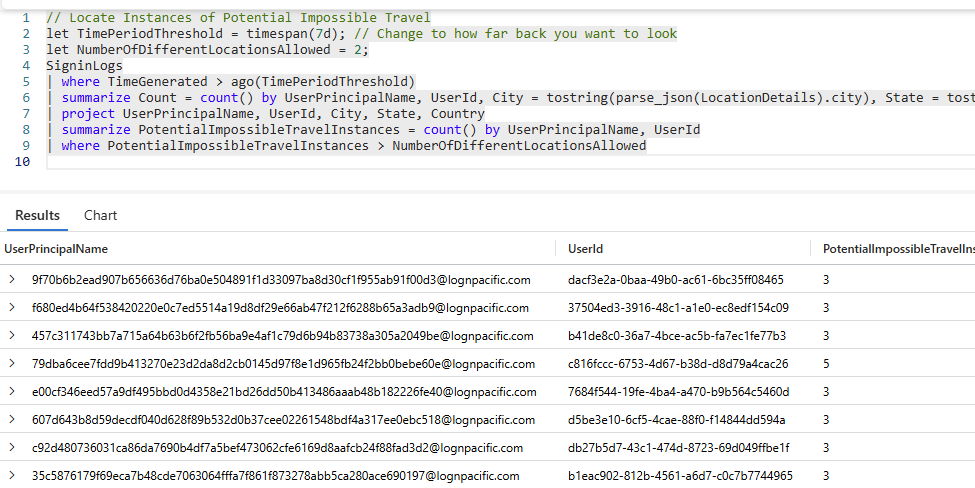 1 // Locate Instances of Potential Impossible Travel
2 let TimePeriodThreshold = timespan(7d); // Change to how far back you want to look
3 let NumberOfDifferentLocationsAllowed = 2;
4 SigninLogs
5 | where TimeGenerated > ago(TimePeriodThreshold)
6 | summarize Count = count() by UserPrincipalName, UserId, City = tostring(parse_json(LocationDetails).city), State = tost
7 | project UserPrincipalName, UserId, City, State, Country
8 | summarize PotentialImpossibleTravelInstances = count() by UserPrincipalName, UserId
9 | where PotentialImpossibleTravelInstances > NumberOfDifferentLocationsAllowed
10
Results Chart
UserPrincipalName UserId PotentialImpossibleTravelIns
9f70b6b2ead907b656636d76ba0e504891f1d33097ba8d30cf1f955ab91f00d3@lognpacific.com dacf3e2a-0baa-49b0-ac61-6bc35ff08465 3
f680ed4b64f538420220e0c7ed5514a19d8df29e66ab47f212f6288b65a3adb9@lognpacific.com 37504ed3-3916-48c1-a1e0-ec8edf154c09 3
457c311743bb7a715a64b63b6f2fb56ba9e4af1c79d6b94b83738a305a2049be@lognpacific.com b41de8c0-36a7-4bce-ac5b-fa7ec1fe77b3 3
79dba6cee7fdd9b413270e23d2da8d2cb0145d97f8e1d965fb24f2bb0bebe60e@lognpacific.com c816fccc-6753-4d67-b38d-d8d79a4cac26 5
e00cf346eed57a9df495bbd0d4358e21bd26dd50b413486aaab48b182226fe40@lognpacific.com 7684f544-19fe-4ba4-a470-b9b564c5460d 3
607d643b8d59decdf040d628f89b532d0b37cee02261548bdf4a317ee0ebc518@lognpacific.com d5be3e10-6cf5-4cae-88f0-f14844dd594a 3
c92d480736031ca86da7690b4df7a5bef473062cfe6169d8aafcb24f88fad3d2@lognpacific.com db27b5d7-43c1-474d-8723-69d049ffbe1f 3
35c5876179f69eca7b48cde7063064fffa7f861f873278abb5ca280ace690197@lognpacific.com b1eac902-812b-4561-a6d7-c0c7b7744965 3